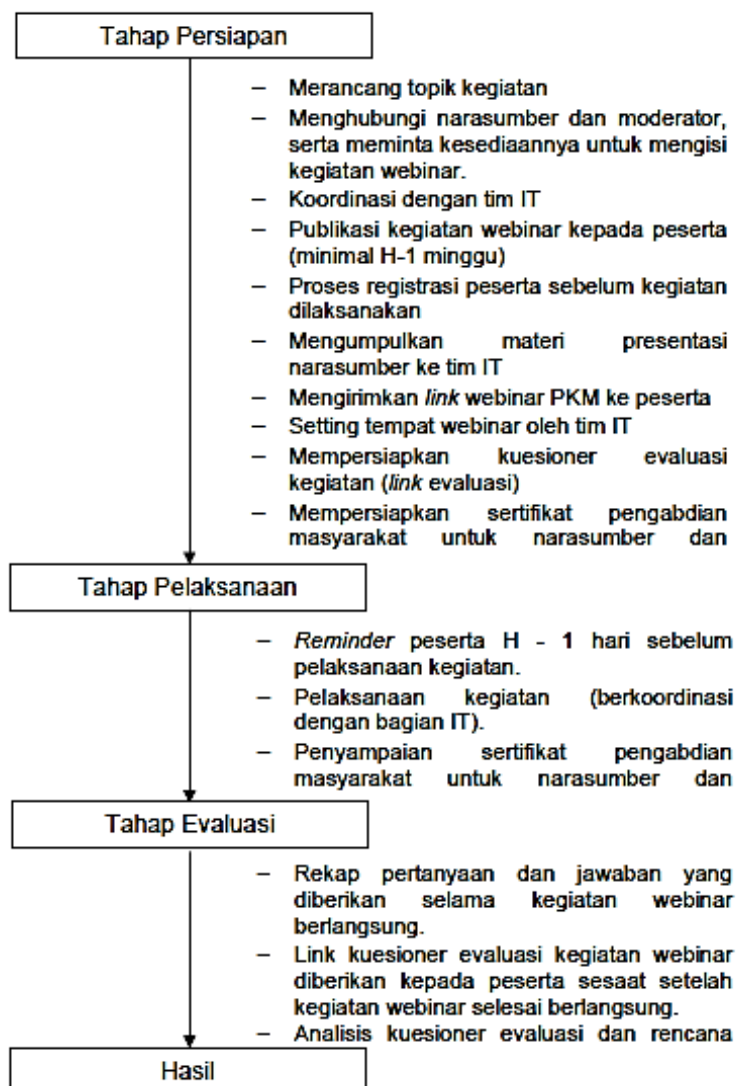 Tahap Persiapan
– Merancang topik kegiatan
– Menghubungi narasumber dan moderator,
serta meminta kesediaannya untuk mengisi
kegiatan webinar.
– Koordinasi dengan tim IT
– Publikasi kegiatan webinar kepada peserta
(minimal H-1 minggu)
– Proses registrasi peserta sebelum kegiatan
dilaksanakan
– Mengumpulkan materi presentasi
narasumber ke tim IT
– Mengirimkan link webinar PKM ke peserta
– Setting tempat webinar oleh tim IT
– Mempersiapkan kuesioner evaluasi
kegiatan (link evaluasi)
– Mempersiapkan sertifikat pengabdian
masyarakat untuk narasumber dan
Tahap Pelaksanaan
– Reminder peserta H - 1 hari sebelum
pelaksanaan kegiatan.
– Pelaksanaan kegiatan (berkoordinasi
dengan bagian IT).
– Penyampaian sertifikat pengabdian
masyarakat untuk narasumber dan
Tahap Evaluasi
– Rekap pertanyaan dan jawaban yang
diberikan selama kegiatan webinar
berlangsung.
– Link kuesioner evaluasi kegiatan webinar
diberikan kepada peserta sesaat setelah
kegiatan webinar selesai berlangsung.
– Analisis kuesioner evaluasi dan rencana
Hasil